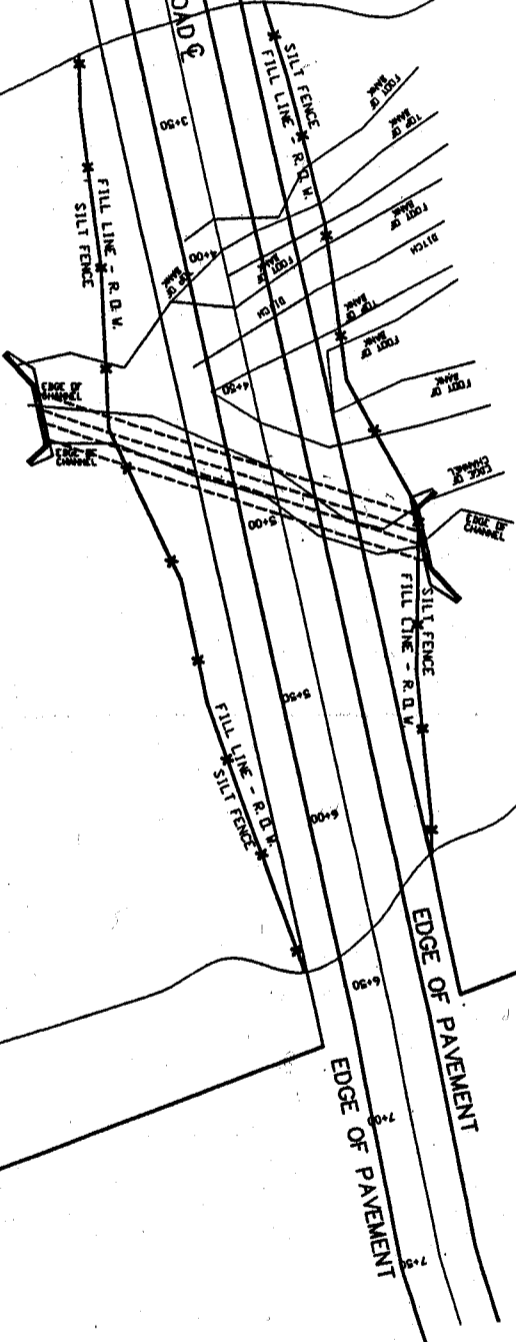 OAD ℄
SILT FENCE
FILL LINE - R.O.W.
FOOT OF
BANK
TOP OF
BANK
3+50
FILL LINE - R.O.W.
SILT FENCE
4+00
TOP OF
BANK
FOOT OF
BANK
FOOT OF
BANK
DITCH
DITCH
TOP OF
BANK
FOOT OF
BANK
FOOT OF
BANK
4+50
EDGE OF
CHANNEL
EDGE OF
CHANNEL
EDGE OF
CHANNEL
EDGE OF
CHANNEL
5+00
SILT FENCE
FILL LINE - R.O.W.
5+50
FILL LINE - R.O.W.
SILT FENCE
6+00
EDGE OF PAVEMENT
6+50
EDGE OF PAVEMENT
7+00
7+50